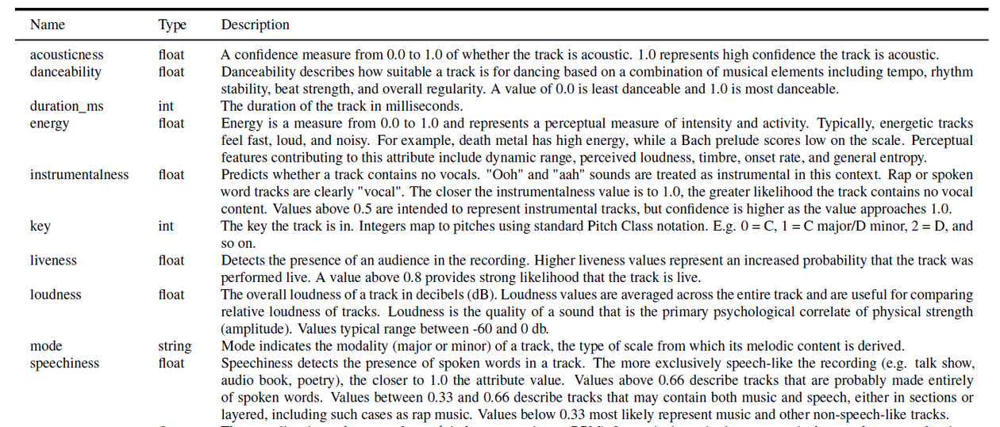 Name Type Description
acousticness float A confidence measure from 0.0 to 1.0 of whether the track is acoustic. 1.0 represents high confidence the track is acoustic.
danceability float Danceability describes how suitable a track is for dancing based on a combination of musical elements including tempo, rhythm
stability, beat strength, and overall regularity. A value of 0.0 is least danceable and 1.0 is most danceable.
duration_ms int The duration of the track in milliseconds.
energy float Energy is a measure from 0.0 to 1.0 and represents a perceptual measure of intensity and activity. Typically, energetic tracks
feel fast, loud, and noisy. For example, death metal has high energy, while a Bach prelude scores low on the scale. Perceptual
features contributing to this attribute include dynamic range, perceived loudness, timbre, onset rate, and general entropy.
instrumentalness float Predicts whether a track contains no vocals. "Ooh" and "aah" sounds are treated as instrumental in this context. Rap or spoken
word tracks are clearly "vocal". The closer the instrumentalness value is to 1.0, the greater likelihood the track contains no vocal
content. Values above 0.5 are intended to represent instrumental tracks, but confidence is higher as the value approaches 1.0.
key int The key the track is in. Integers map to pitches using standard Pitch Class notation. E.g. 0 = C, 1 = C major/D minor, 2 = D, and
so on.
liveness float Detects the presence of an audience in the recording. Higher liveness values represent an increased probability that the track was
performed live. A value above 0.8 provides strong likelihood that the track is live.
loudness float The overall loudness of a track in decibels (dB). Loudness values are averaged across the entire track and are useful for comparing
relative loudness of tracks. Loudness is the quality of a sound that is the primary psychological correlate of physical strength
(amplitude). Values typical range between -60 and 0 db.
mode string Mode indicates the modality (major or minor) of a track, the type of scale from which its melodic content is derived.
speechiness float Speechiness detects the presence of spoken words in a track. The more exclusively speech-like the recording (e.g. talk show,
audio book, poetry), the closer to 1.0 the attribute value. Values above 0.66 describe tracks that are probably made entirely
of spoken words. Values between 0.33 and 0.66 describe tracks that may contain both music and speech, either in sections or
layered, including such cases as rap music. Values below 0.33 most likely represent music and other non-speech-like tracks.